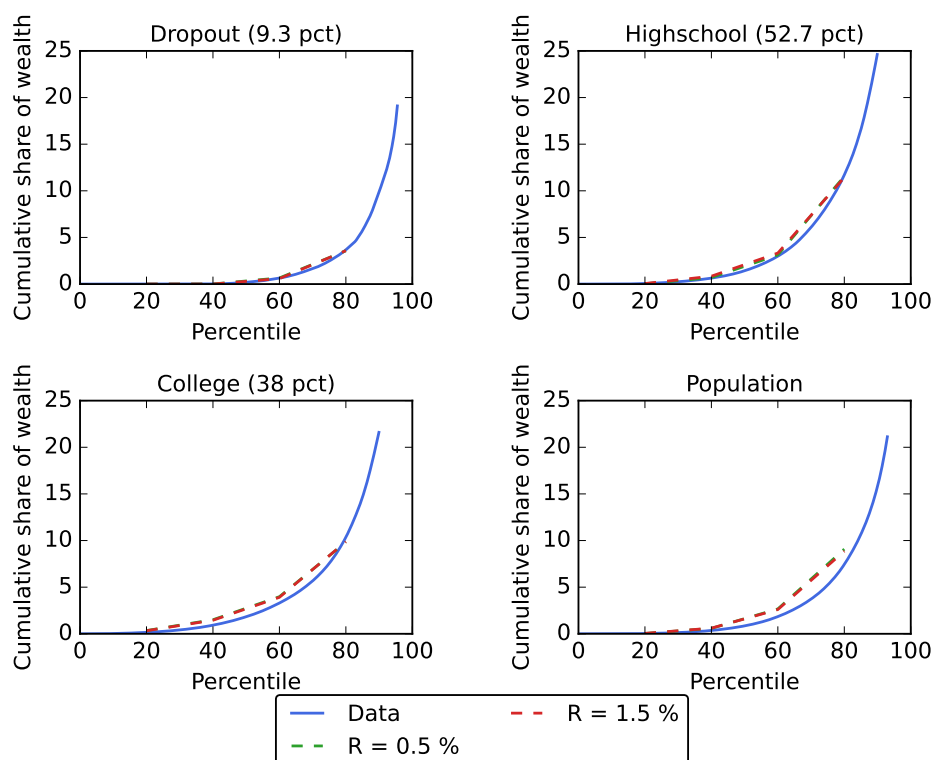 Dropout (9.3 pct)
Cumulative share of wealth
25
20
15
10
5
0
0 20 40 60 80 100
Percentile
Highschool (52.7 pct)
Cumulative share of wealth
25
20
15
10
5
0
0 20 40 60 80 100
Percentile
College (38 pct)
Cumulative share of wealth
25
20
15
10
5
0
0 20 40 60 80 100
Percentile
Population
Cumulative share of wealth
25
20
15
10
5
0
0 20 40 60 80 100
Percentile
Data
R = 0.5 %
R = 1.5 %